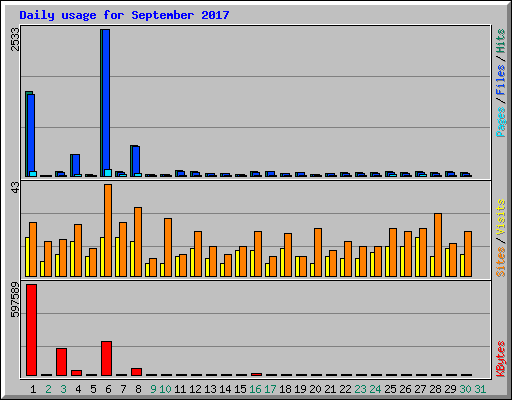 Daily usage for September 2017
2533
Pages / Files / Hits
43
Sites / Visits
597589
KBytes
1 2 3 4 5 6 7 8 9 10 11 12 13 14 15 16 17 18 19 20 21 22 23 24 25 26 27 28 29 30 31